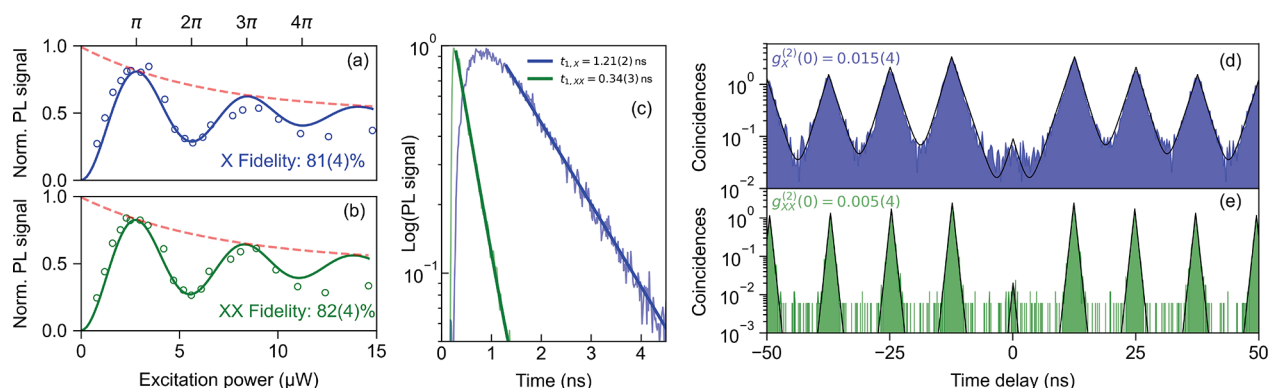 π 2π 3π 4π
1.0
(a)
Norm. PL signal
0.5
X Fidelity: 81(4)%
0.0
1.0
(b)
Norm. PL signal
0.5
XX Fidelity: 82(4)%
0.0
0 5 10 15
Excitation power (μW)
10⁰
t₁,X = 1.21(2) ns
t₁,XX = 0.34(3) ns
(c)
Log(PL signal)
10⁻¹
0 1 2 3 4
Time (ns)
g_X^(2)(0) = 0.015(4)
(d)
Coincidences
10⁰
10⁻¹
10⁻²
g_XX^(2)(0) = 0.005(4)
(e)
Coincidences
10⁰
10⁻¹
10⁻²
10⁻³
−50 −25 0 25 50
Time delay (ns)